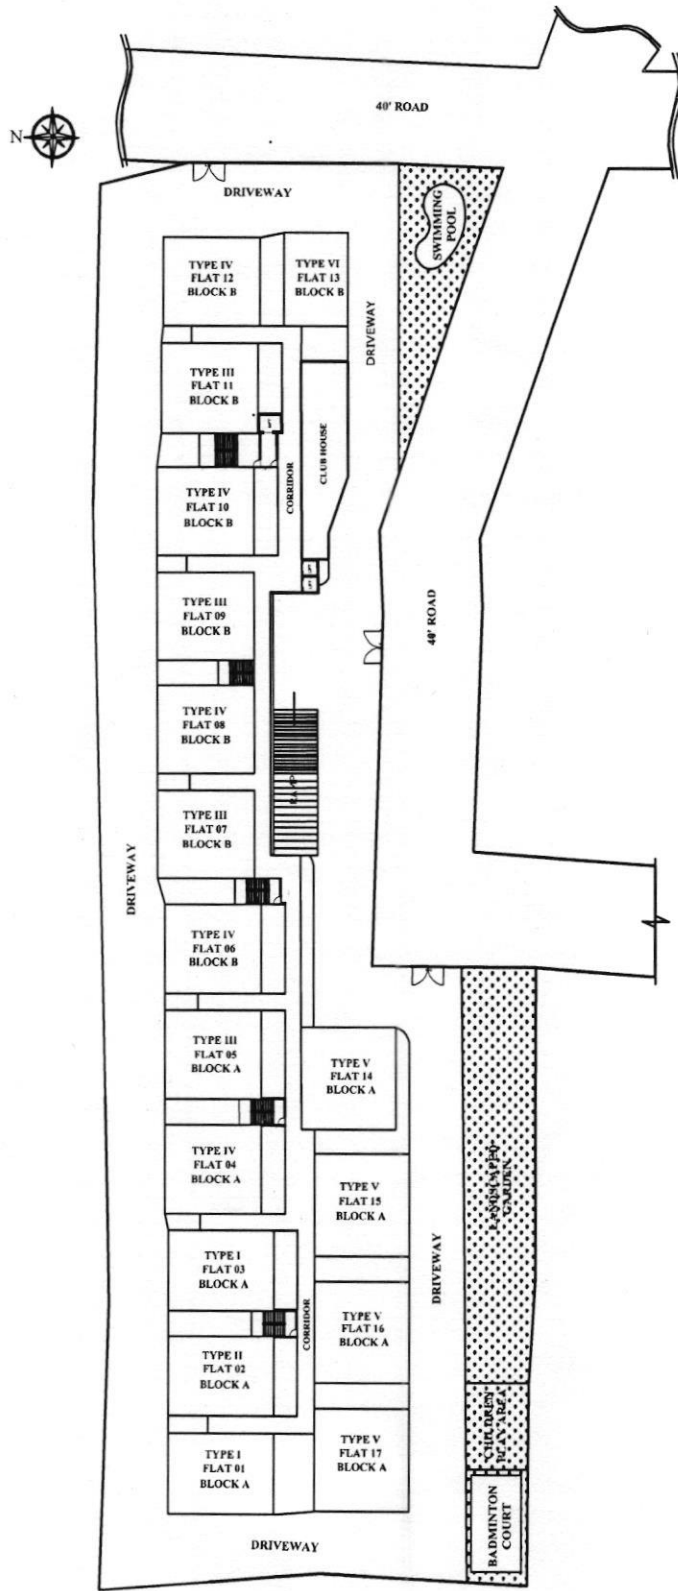 40' ROAD
N
DRIVEWAY
SWIMMING
POOL
TYPE IV
FLAT 12
BLOCK B
TYPE VI
FLAT 13
BLOCK B
DRIVEWAY
TYPE III
FLAT 11
BLOCK B
CLUB HOUSE
CORRIDOR
TYPE IV
FLAT 10
BLOCK B
TYPE III
FLAT 09
BLOCK B
40' ROAD
TYPE IV
FLAT 08
BLOCK B
RAMP
TYPE III
FLAT 07
BLOCK B
DRIVEWAY
TYPE IV
FLAT 06
BLOCK B
TYPE III
FLAT 05
BLOCK A
TYPE V
FLAT 14
BLOCK A
TYPE IV
FLAT 04
BLOCK A
TYPE V
FLAT 15
BLOCK A
LANDSCAPED
GARDEN
TYPE I
FLAT 03
BLOCK A
DRIVEWAY
CORRIDOR
TYPE V
FLAT 16
BLOCK A
TYPE II
FLAT 02
BLOCK A
CHILDREN
PLAY AREA
TYPE I
FLAT 01
BLOCK A
TYPE V
FLAT 17
BLOCK A
BADMINTON
COURT
DRIVEWAY